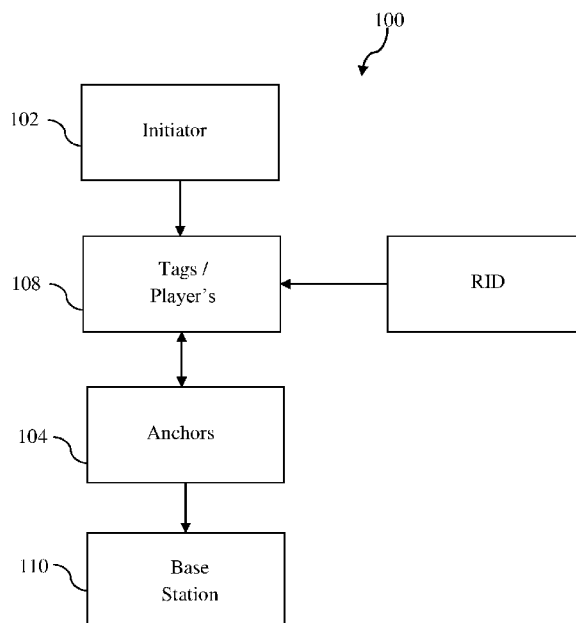 100
102
Initiator
108
Tags /
Player's
RID
104
Anchors
110
Base
Station